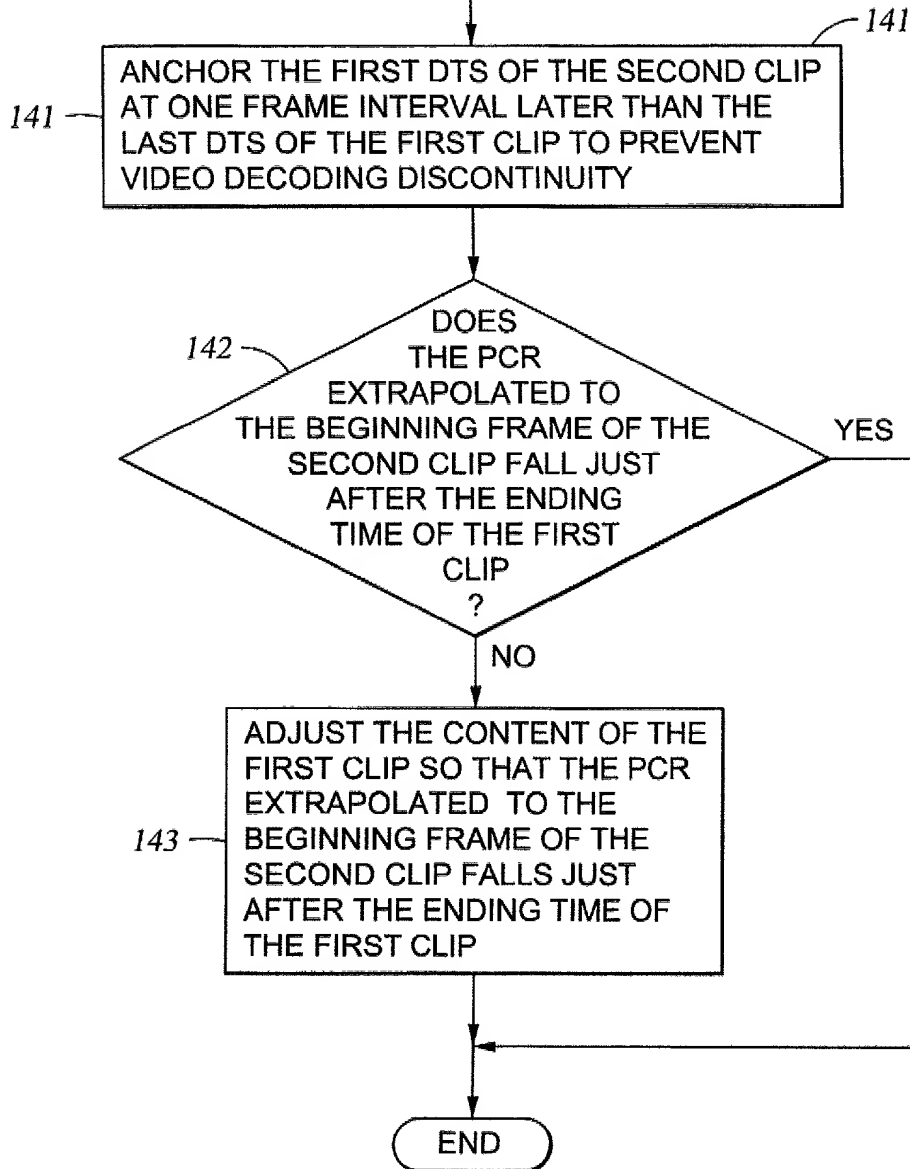 141
141
ANCHOR THE FIRST DTS OF THE SECOND CLIP
AT ONE FRAME INTERVAL LATER THAN THE
LAST DTS OF THE FIRST CLIP TO PREVENT
VIDEO DECODING DISCONTINUITY
142
DOES
THE PCR
EXTRAPOLATED TO
THE BEGINNING FRAME OF THE
SECOND CLIP FALL JUST
AFTER THE ENDING
TIME OF THE FIRST
CLIP
?
YES
NO
143
ADJUST THE CONTENT OF THE
FIRST CLIP SO THAT THE PCR
EXTRAPOLATED TO THE
BEGINNING FRAME OF THE
SECOND CLIP FALLS JUST
AFTER THE ENDING TIME OF
THE FIRST CLIP
END